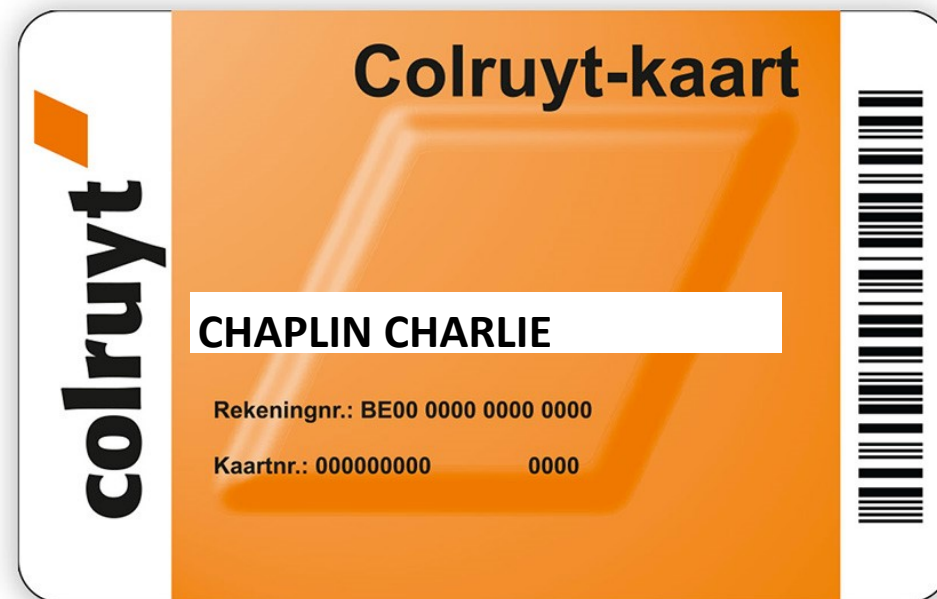 colruyt
Colruyt-kaart
CHAPLIN CHARLIE
Rekeningnr.: BE00 0000 0000 0000
Kaartnr.: 000000000 0000